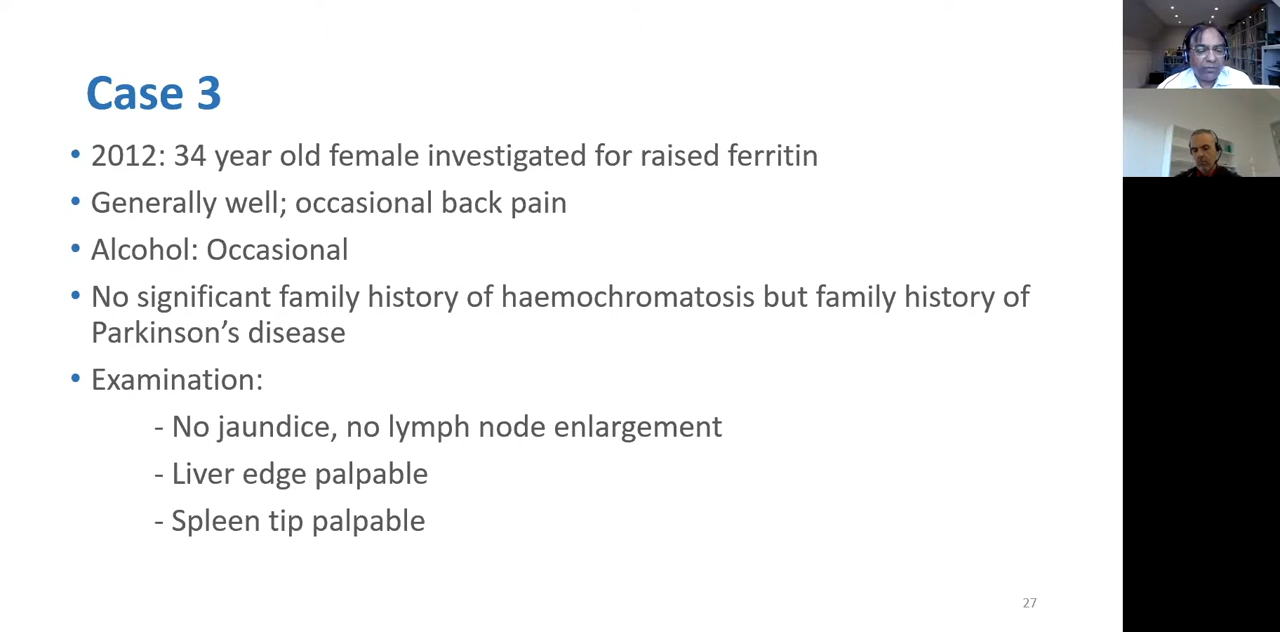 Case 3
• 2012: 34 year old female investigated for raised ferritin
• Generally well; occasional back pain
• Alcohol: Occasional
• No significant family history of haemochromatosis but family history of
Parkinson’s disease
• Examination:
- No jaundice, no lymph node enlargement
- Liver edge palpable
- Spleen tip palpable
27